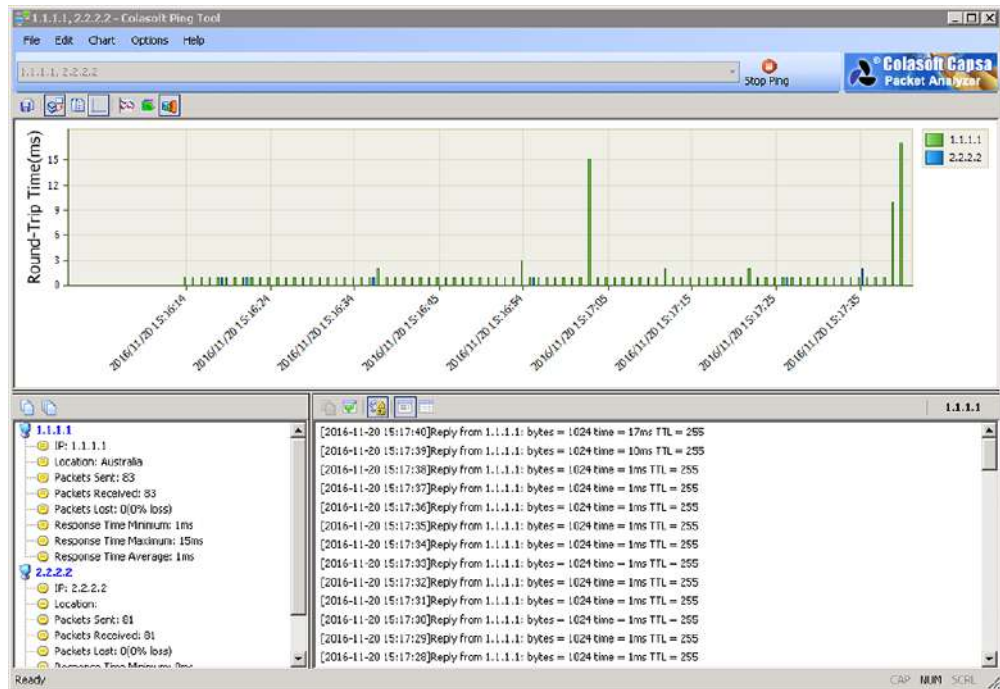 1.1.1.1, 2.2.2.2 - Colasoft Ping Tool
File Edit Chart Options Help
1.1.1.1, 2.2.2.2
Stop Ping
Colasoft Capsa
Packet Analyzer
Round-Trip Time(ms)
15
12
9
6
3
0
1.1.1.1
2.2.2.2
2016/11/20 15:16:14
2016/11/20 15:16:24
2016/11/20 15:16:34
2016/11/20 15:16:45
2016/11/20 15:16:54
2016/11/20 15:17:05
2016/11/20 15:17:15
2016/11/20 15:17:25
2016/11/20 15:17:35
1.1.1.1
1.1.1.1
IP: 1.1.1.1
Location: Australia
Packets Sent: 83
Packets Received: 83
Packets Lost: 0(0% loss)
Response Time Minimum: 1ms
Response Time Maximum: 15ms
Response Time Average: 1ms
2.2.2.2
IP: 2.2.2.2
Location:
Packets Sent: 81
Packets Received: 81
Packets Lost: 0(0% loss)
Response Time Minimum: 0ms
[2016-11-20 15:17:40]Reply from 1.1.1.1: bytes = 1024 time = 17ms TTL = 255
[2016-11-20 15:17:39]Reply from 1.1.1.1: bytes = 1024 time = 10ms TTL = 255
[2016-11-20 15:17:38]Reply from 1.1.1.1: bytes = 1024 time = 1ms TTL = 255
[2016-11-20 15:17:37]Reply from 1.1.1.1: bytes = 1024 time = 1ms TTL = 255
[2016-11-20 15:17:36]Reply from 1.1.1.1: bytes = 1024 time = 1ms TTL = 255
[2016-11-20 15:17:35]Reply from 1.1.1.1: bytes = 1024 time = 1ms TTL = 255
[2016-11-20 15:17:34]Reply from 1.1.1.1: bytes = 1024 time = 1ms TTL = 255
[2016-11-20 15:17:33]Reply from 1.1.1.1: bytes = 1024 time = 1ms TTL = 255
[2016-11-20 15:17:32]Reply from 1.1.1.1: bytes = 1024 time = 1ms TTL = 255
[2016-11-20 15:17:31]Reply from 1.1.1.1: bytes = 1024 time = 1ms TTL = 255
[2016-11-20 15:17:30]Reply from 1.1.1.1: bytes = 1024 time = 1ms TTL = 255
[2016-11-20 15:17:29]Reply from 1.1.1.1: bytes = 1024 time = 1ms TTL = 255
[2016-11-20 15:17:28]Reply from 1.1.1.1: bytes = 1024 time = 1ms TTL = 255
Ready
CAP NUM SCRL